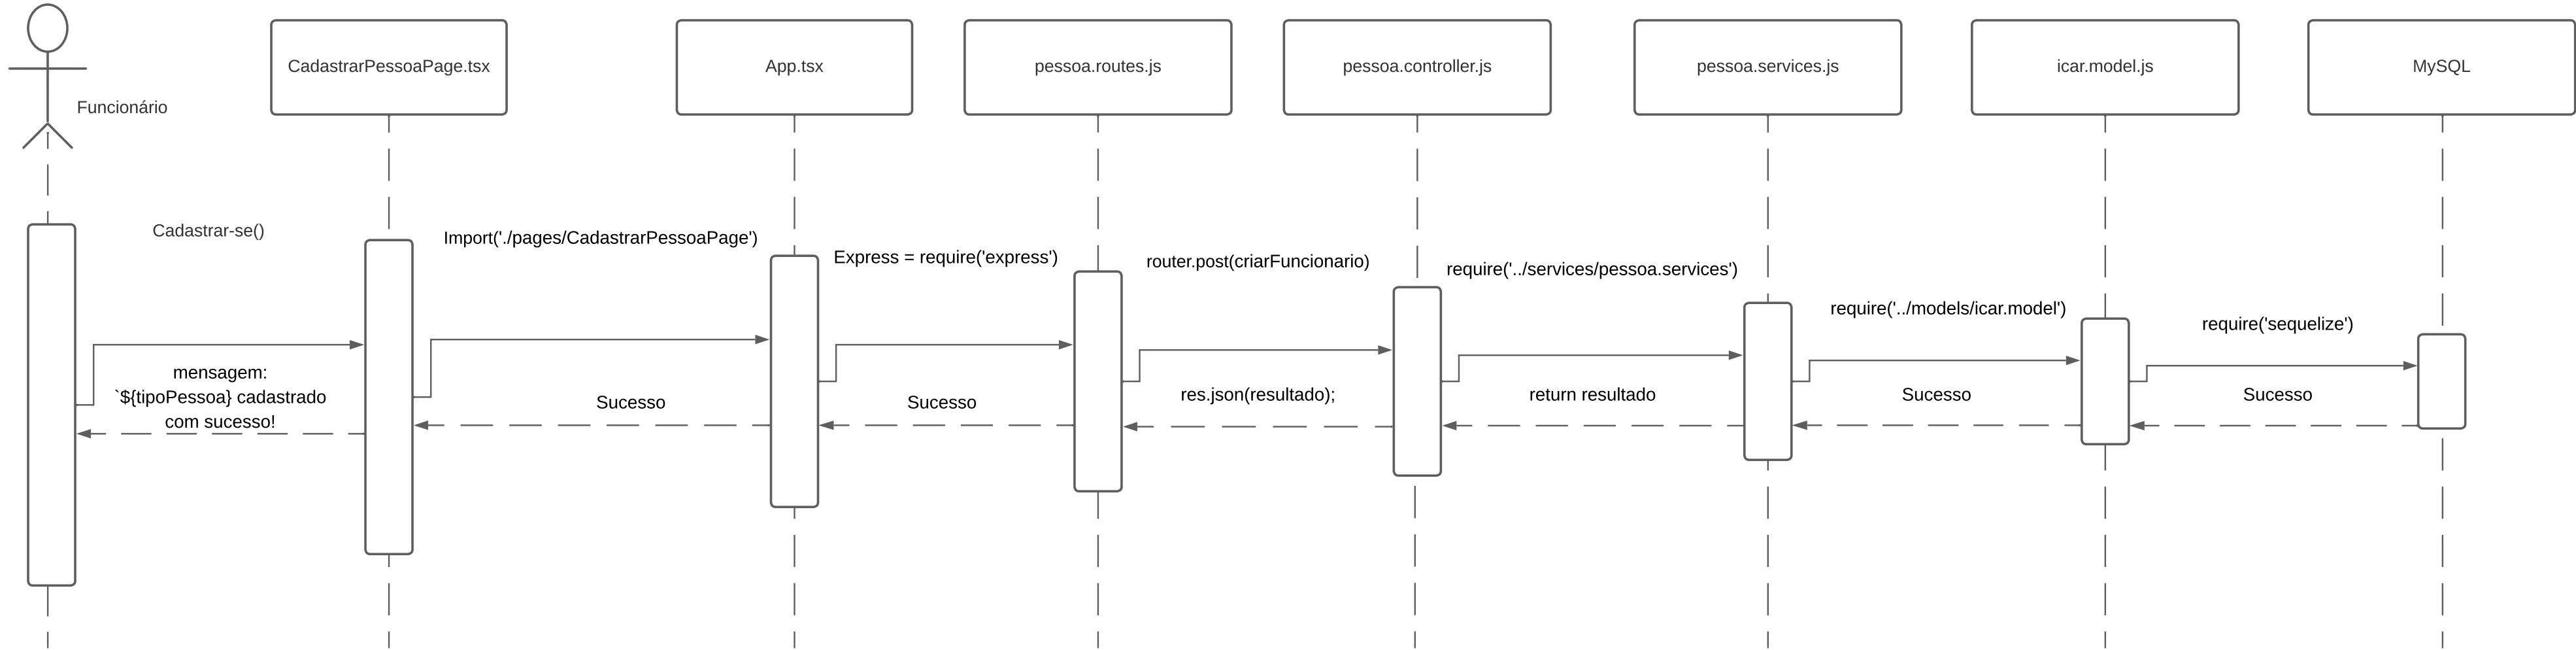 Funcionário
CadastrarPessoaPage.tsx
App.tsx
pessoa.routes.js
pessoa.controller.js
pessoa.services.js
icar.model.js
MySQL
Cadastrar-se()
Import('./pages/CadastrarPessoaPage')
Express = require('express')
router.post(criarFuncionario)
require('../services/pessoa.services')
require('../models/icar.model')
require('sequelize')
mensagem:
`${tipoPessoa} cadastrado
com sucesso!
Sucesso
Sucesso
res.json(resultado);
return resultado
Sucesso
Sucesso